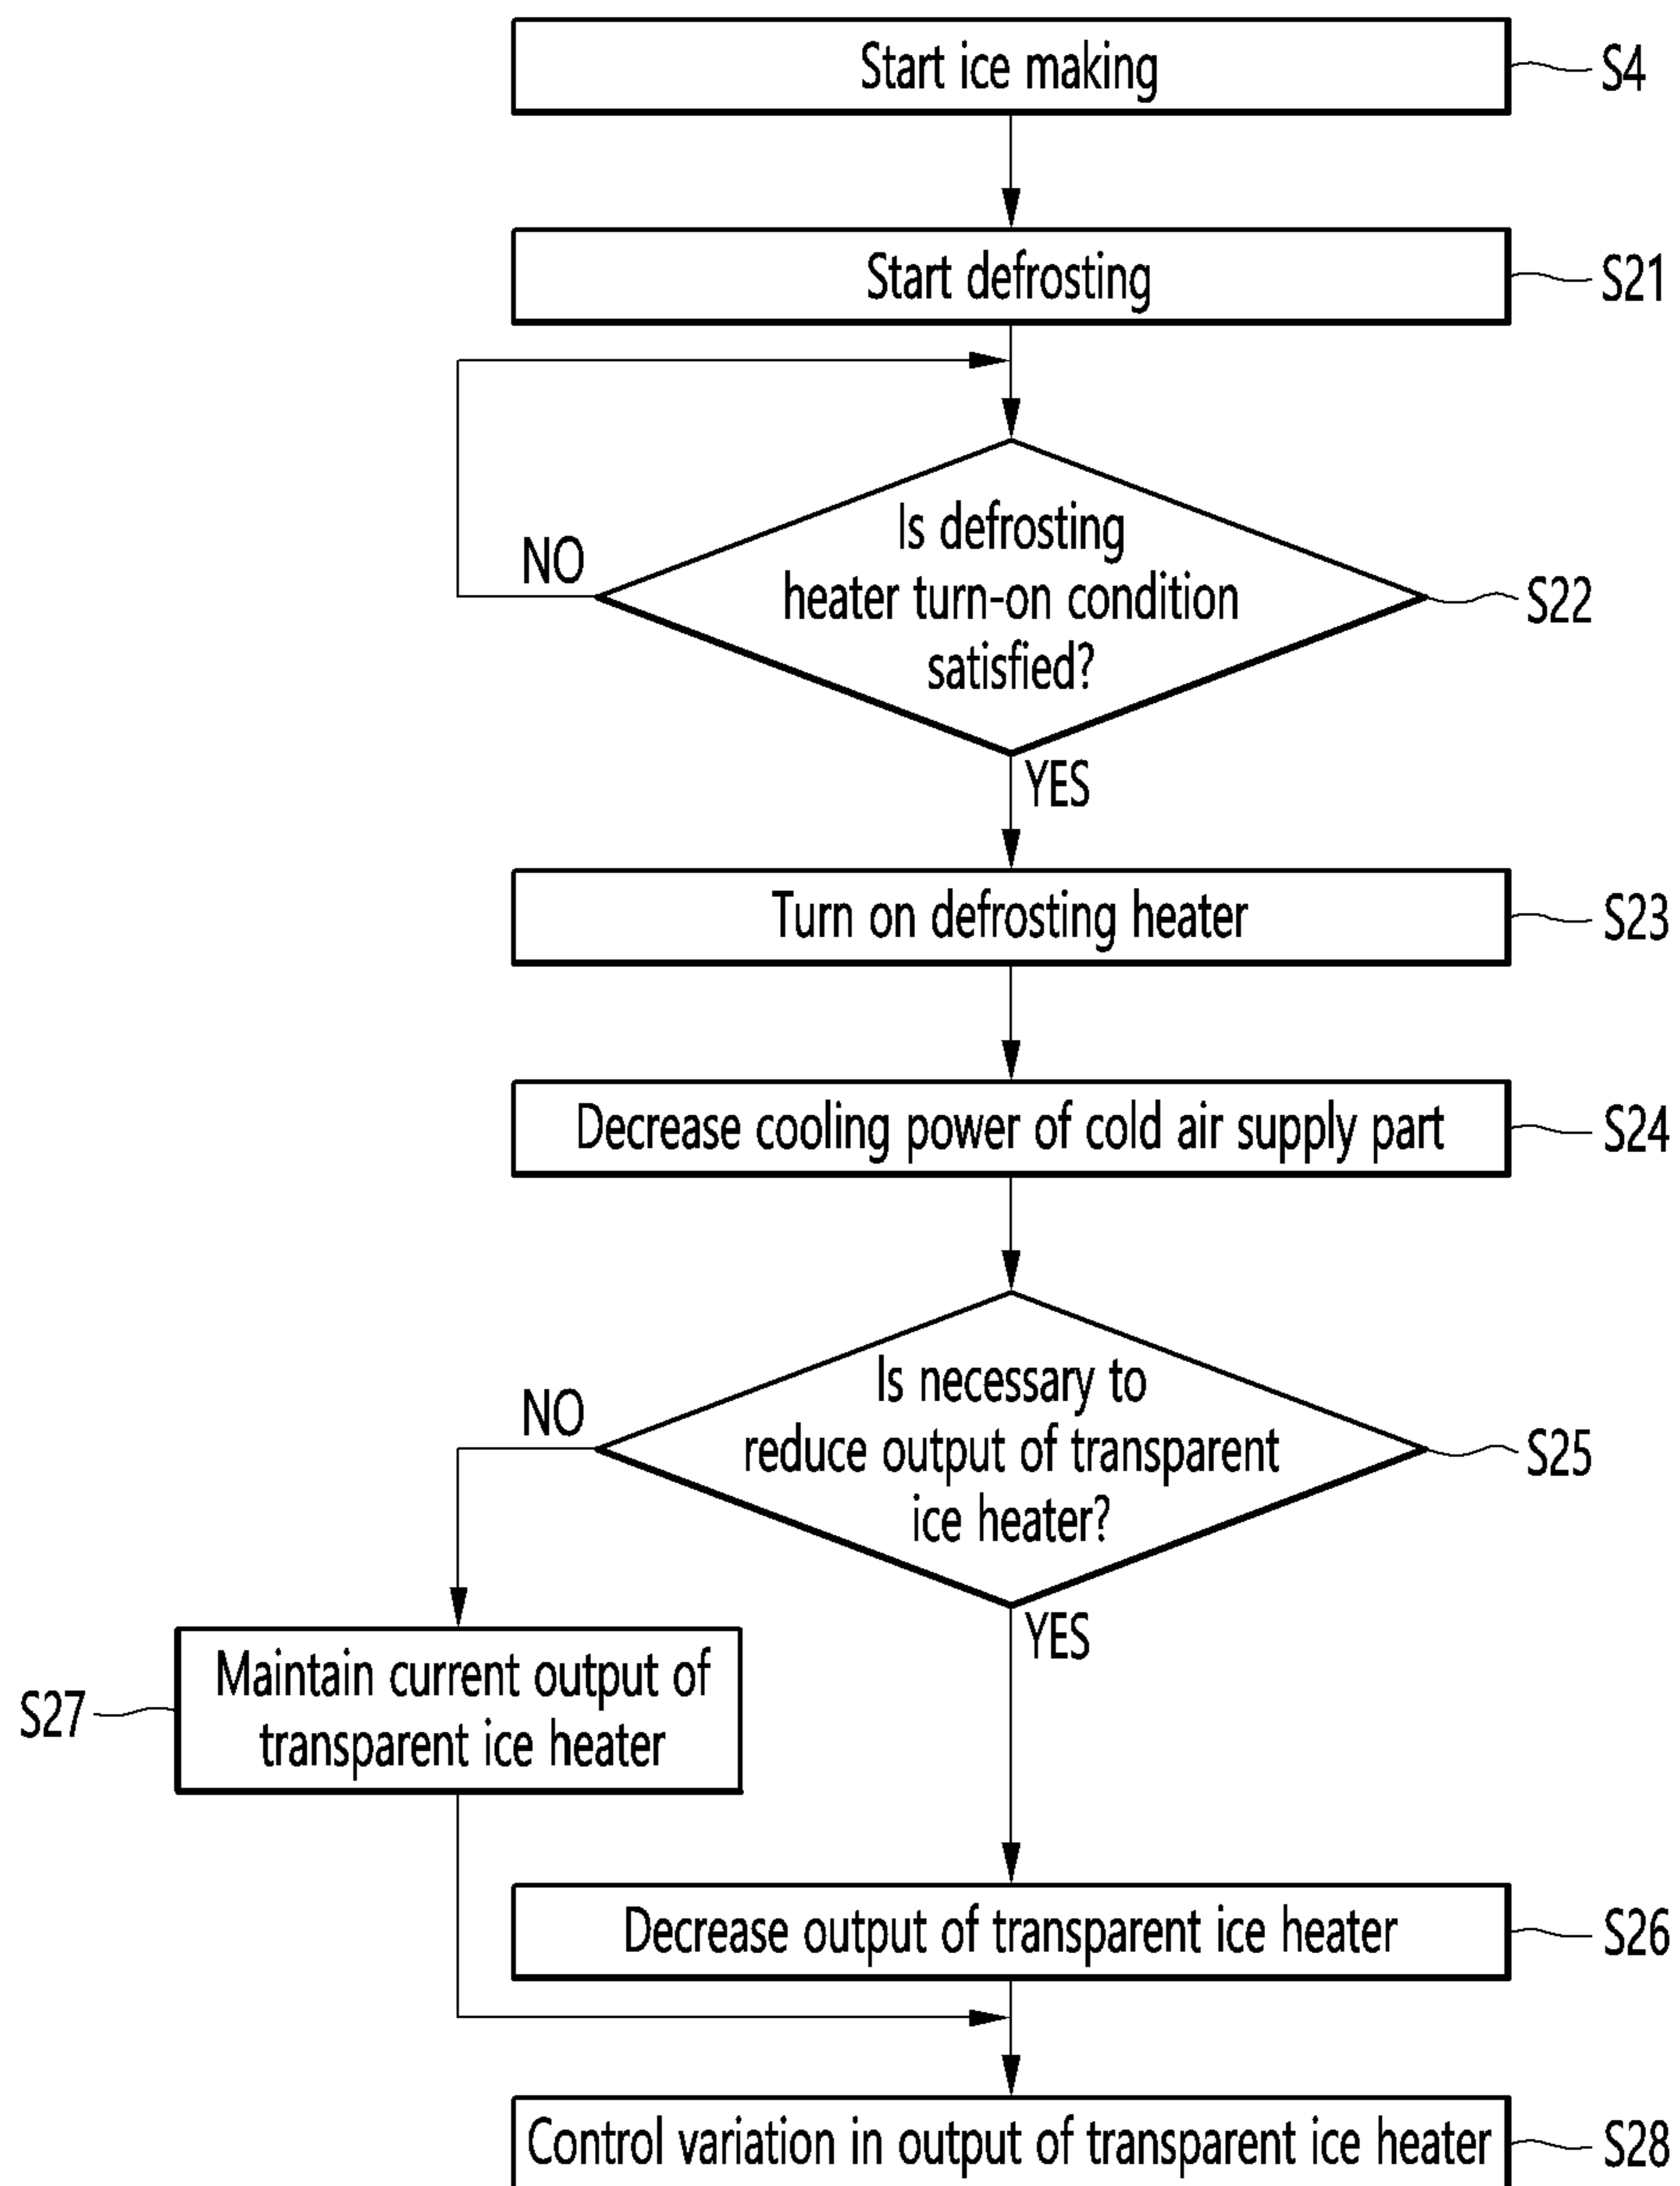 Start ice making
S4
Start defrosting
S21
Is defrosting
heater turn-on condition
satisfied?
S22
NO
YES
Turn on defrosting heater
S23
Decrease cooling power of cold air supply part
S24
Is necessary to
reduce output of transparent
ice heater?
S25
NO
YES
Maintain current output of
transparent ice heater
S27
Decrease output of transparent ice heater
S26
Control variation in output of transparent ice heater
S28